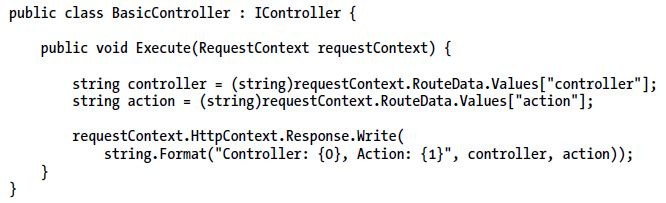 public class BasicController : IController {
public void Execute(RequestContext requestContext) {
string controller = (string)requestContext.RouteData.Values["controller"];
string action = (string)requestContext.RouteData.Values["action"];
requestContext.HttpContext.Response.Write(
string.Format("Controller: {0}, Action: {1}", controller, action));
}
}